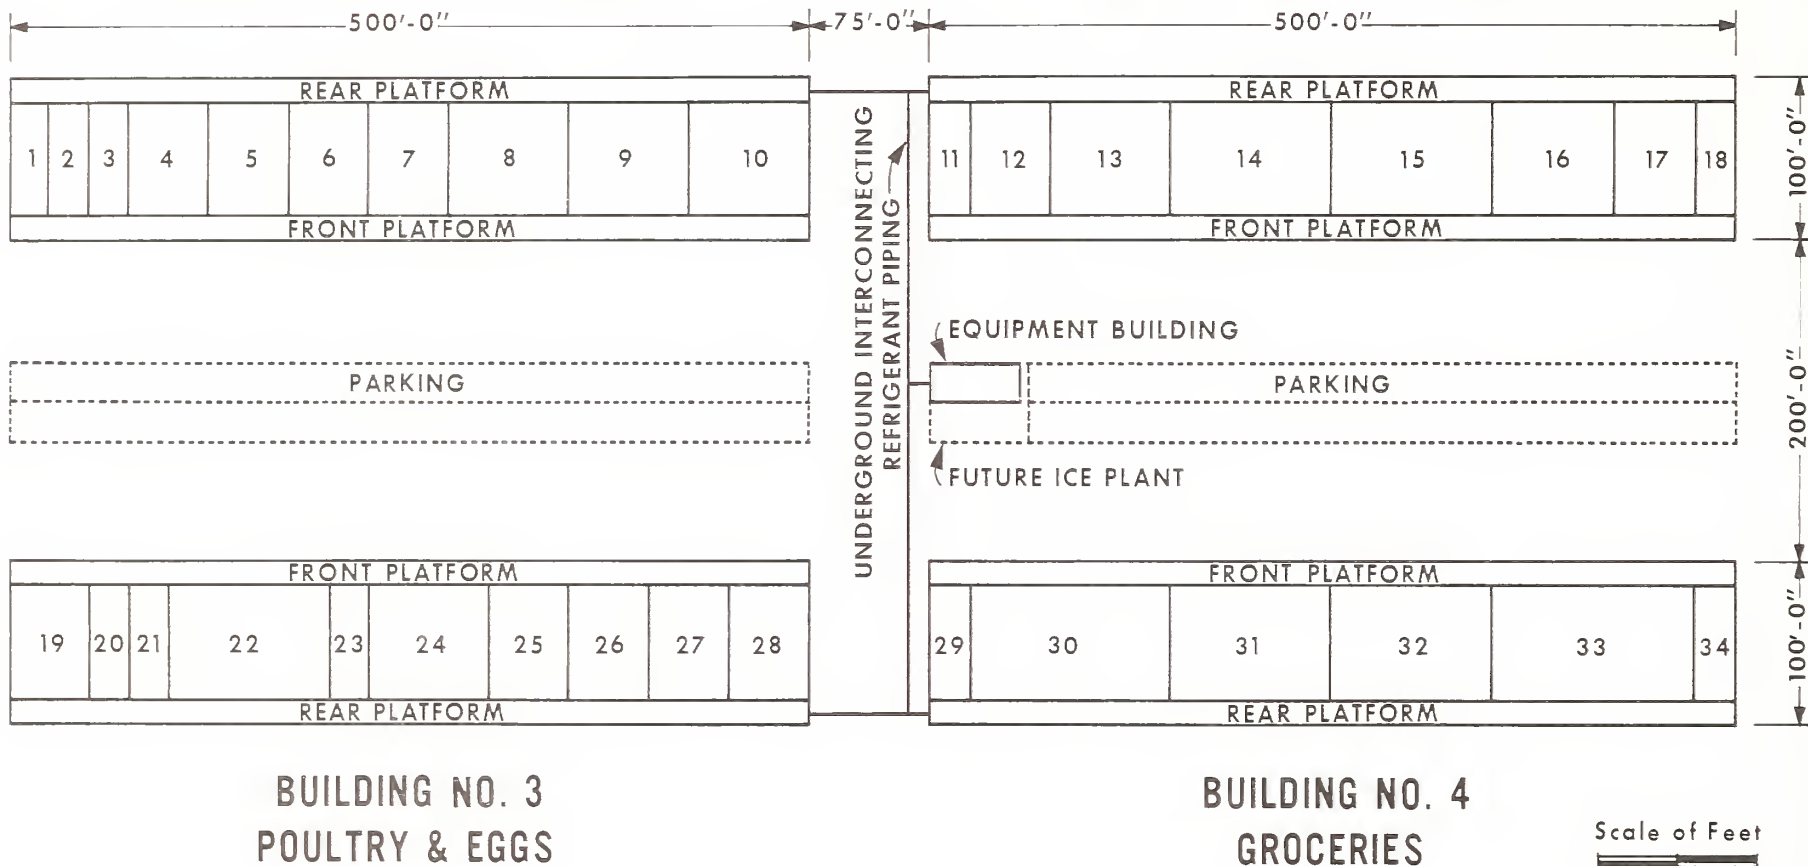 500'-0" 75'-0" 500'-0"
REAR PLATFORM
1 2 3 4 5 6 7 8 9 10
FRONT PLATFORM
REAR PLATFORM
11 12 13 14 15 16 17 18
FRONT PLATFORM
100'-0"
UNDERGROUND INTERCONNECTING
REFRIGERANT PIPING
EQUIPMENT BUILDING
PARKING
PARKING
FUTURE ICE PLANT
200'-0"
FRONT PLATFORM
19 20 21 22 23 24 25 26 27 28
REAR PLATFORM
FRONT PLATFORM
29 30 31 32 33 34
REAR PLATFORM
100'-0"
BUILDING NO. 3
POULTRY & EGGS
BUILDING NO. 4
GROCERIES
Scale of Feet